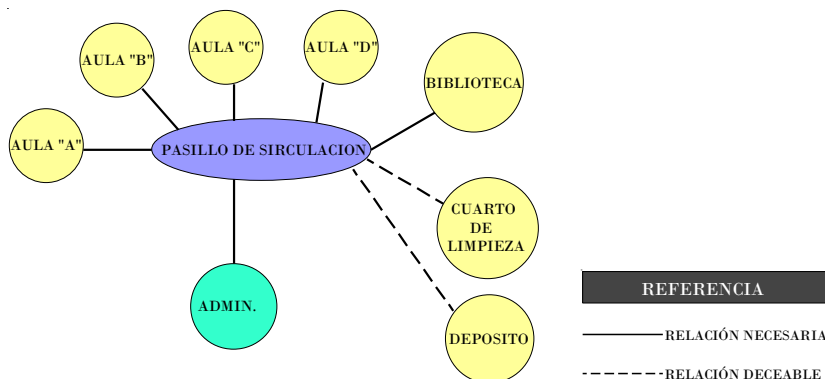 AULA "C"
AULA "D"
AULA "B"
BIBLIOTECA
AULA "A"
PASILLO DE SIRCULACION
CUARTO
DE
LIMPIEZA
ADMIN.
DEPOSITO
REFERENCIA
RELACIÓN NECESARIA
RELACIÓN DECEABLE